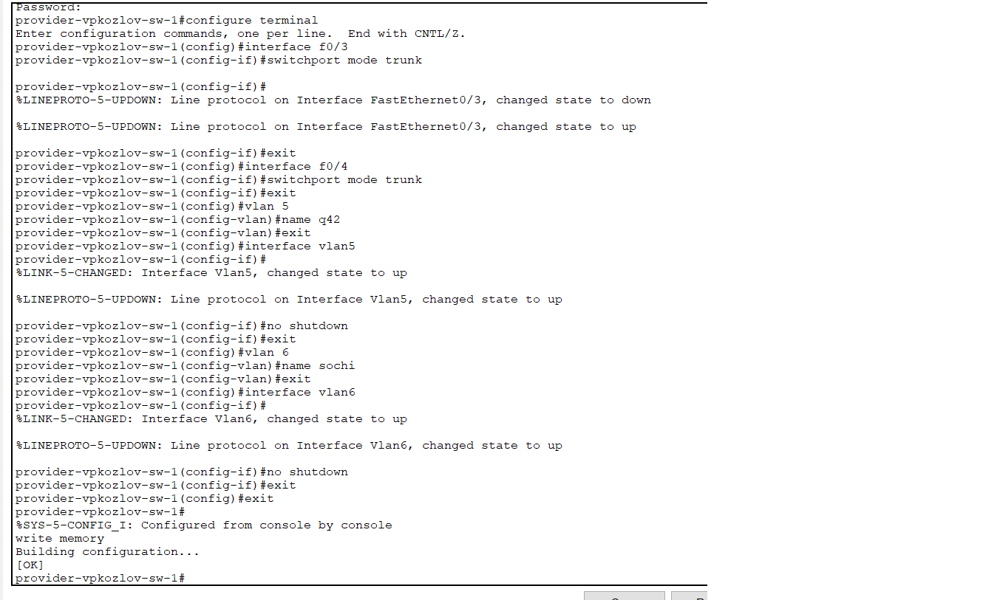 Password:
provider-vpkozlov-sw-1#configure terminal
Enter configuration commands, one per line.  End with CNTL/Z.
provider-vpkozlov-sw-1(config)#interface f0/3
provider-vpkozlov-sw-1(config-if)#switchport mode trunk
provider-vpkozlov-sw-1(config-if)#
%LINEPROTO-5-UPDOWN: Line protocol on Interface FastEthernet0/3, changed state to down
%LINEPROTO-5-UPDOWN: Line protocol on Interface FastEthernet0/3, changed state to up
provider-vpkozlov-sw-1(config-if)#exit
provider-vpkozlov-sw-1(config)#interface f0/4
provider-vpkozlov-sw-1(config-if)#switchport mode trunk
provider-vpkozlov-sw-1(config-if)#exit
provider-vpkozlov-sw-1(config)#vlan 5
provider-vpkozlov-sw-1(config-vlan)#name q42
provider-vpkozlov-sw-1(config-vlan)#exit
provider-vpkozlov-sw-1(config)#interface vlan5
provider-vpkozlov-sw-1(config-if)#
%LINK-5-CHANGED: Interface Vlan5, changed state to up
%LINEPROTO-5-UPDOWN: Line protocol on Interface Vlan5, changed state to up
provider-vpkozlov-sw-1(config-if)#no shutdown
provider-vpkozlov-sw-1(config-if)#exit
provider-vpkozlov-sw-1(config)#vlan 6
provider-vpkozlov-sw-1(config-vlan)#name sochi
provider-vpkozlov-sw-1(config-vlan)#exit
provider-vpkozlov-sw-1(config)#interface vlan6
provider-vpkozlov-sw-1(config-if)#
%LINK-5-CHANGED: Interface Vlan6, changed state to up
%LINEPROTO-5-UPDOWN: Line protocol on Interface Vlan6, changed state to up
provider-vpkozlov-sw-1(config-if)#no shutdown
provider-vpkozlov-sw-1(config-if)#exit
provider-vpkozlov-sw-1(config)#exit
provider-vpkozlov-sw-1#
%SYS-5-CONFIG_I: Configured from console by console
write memory
Building configuration...
[OK]
provider-vpkozlov-sw-1#